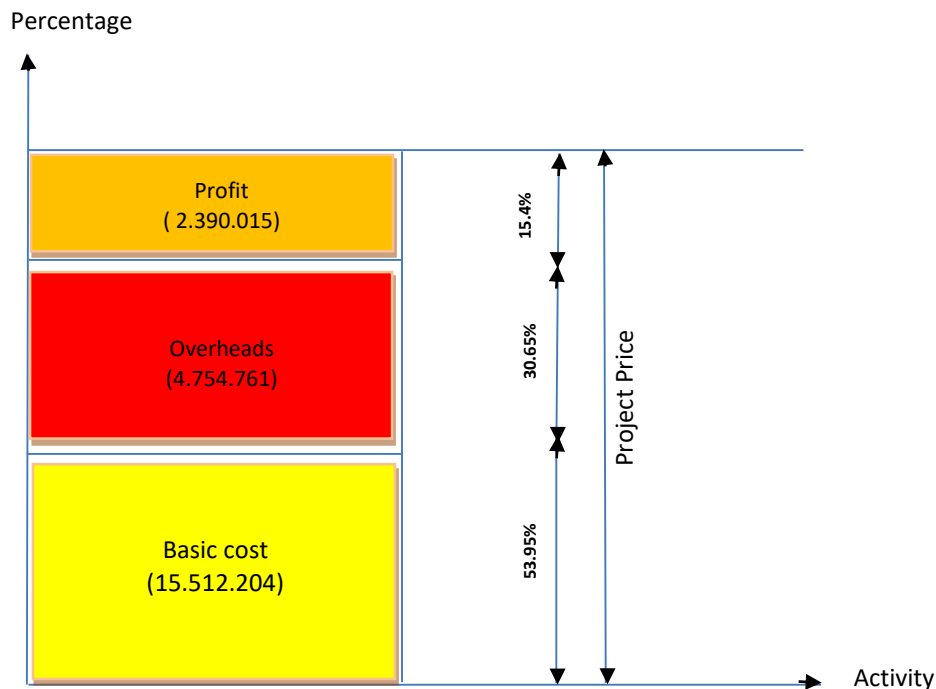 Percentage
Profit
( 2.390.015)
15.4%
Overheads
(4.754.761)
30.65%
Project Price
Basic cost
(15.512.204)
53.95%
Activity